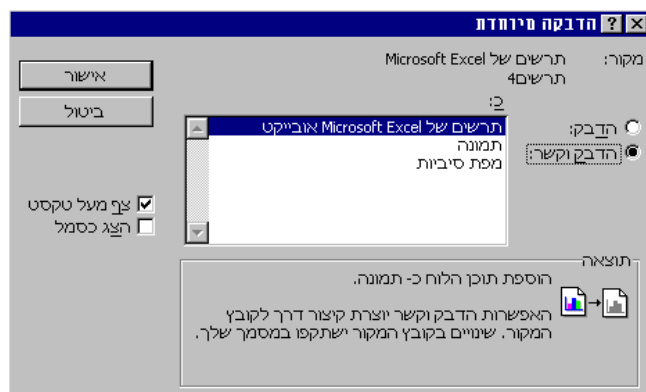 הדבקה מיוחדת
מקור: תרשים של Microsoft Excel
תרשים4
כ:
הדבק:
הדבק וקשר:
תרשים של Microsoft Excel אובייקט
תמונה
מפת סיביות
אישור
ביטול
צף מעל טקסט
הצג כסמל
תוצאה
הוספת תוכן הלוח כ- תמונה.
האפשרות הדבק וקשר יוצרת קיצור דרך לקובץ
המקור. שינויים בקובץ המקור ישתקפו במסמך שלך.